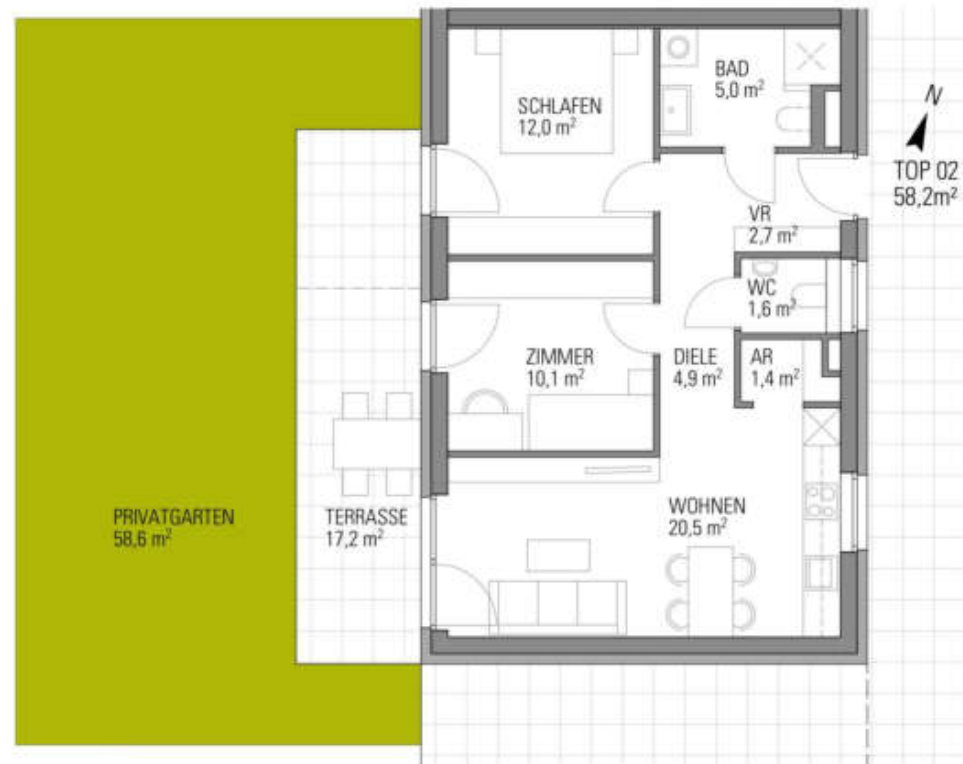 SCHLAFEN
12,0 m²
BAD
5,0 m²
N
TOP 02
58,2m²
VR
2,7 m²
WC
1,6 m²
ZIMMER
10,1 m²
DIELE
4,9 m²
AR
1,4 m²
PRIVATGARTEN
58,6 m²
TERRASSE
17,2 m²
WOHNEN
20,5 m²